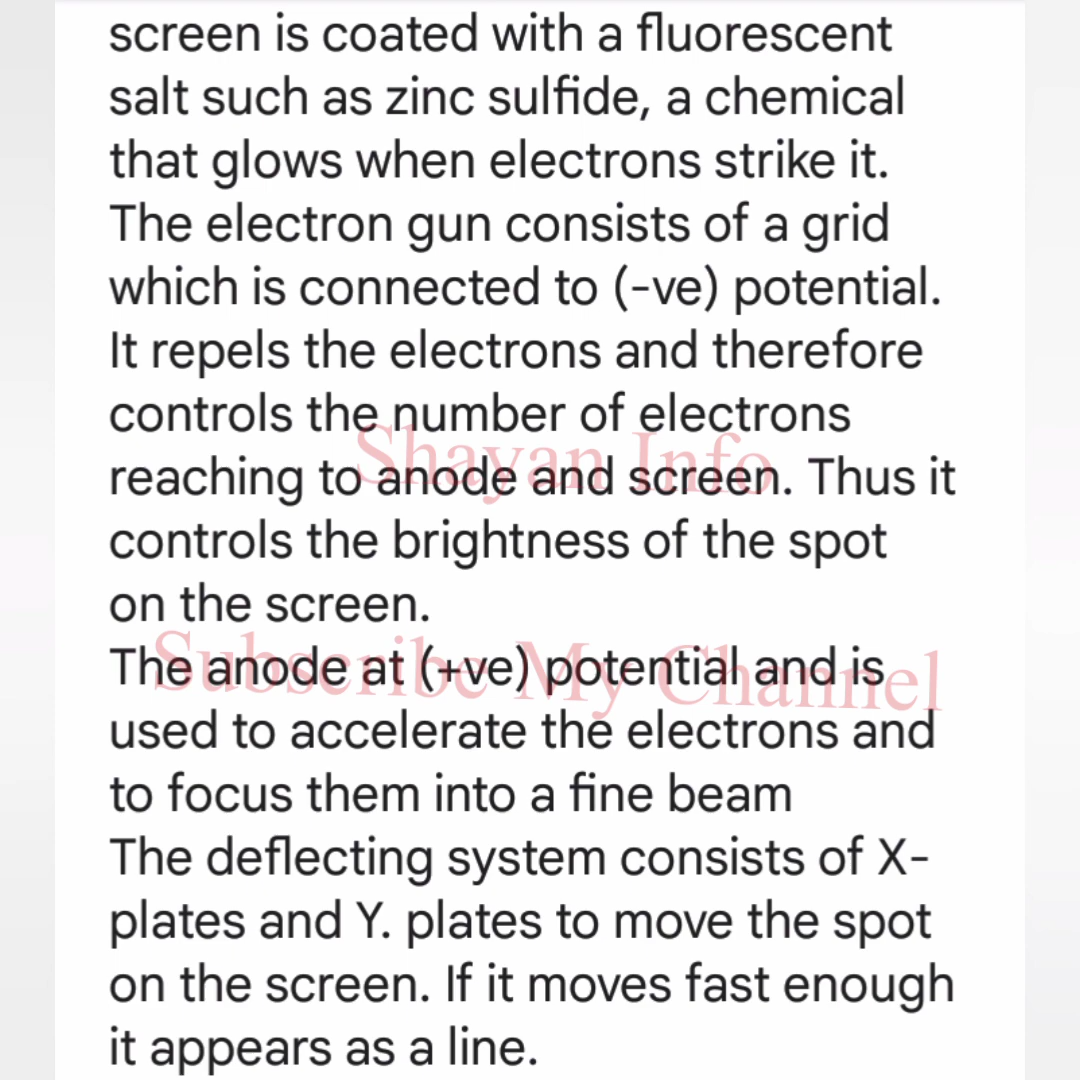 screen is coated with a fluorescent
salt such as zinc sulfide, a chemical
that glows when electrons strike it.
The electron gun consists of a grid
which is connected to (-ve) potential.
It repels the electrons and therefore
controls the number of electrons
Shayan Info
reaching to anode and screen. Thus it
controls the brightness of the spot
on the screen.
Subscribe My Channel
The anode at (+ve) potential and is
used to accelerate the electrons and
to focus them into a fine beam
The deflecting system consists of X-
plates and Y. plates to move the spot
on the screen. If it moves fast enough
it appears as a line.